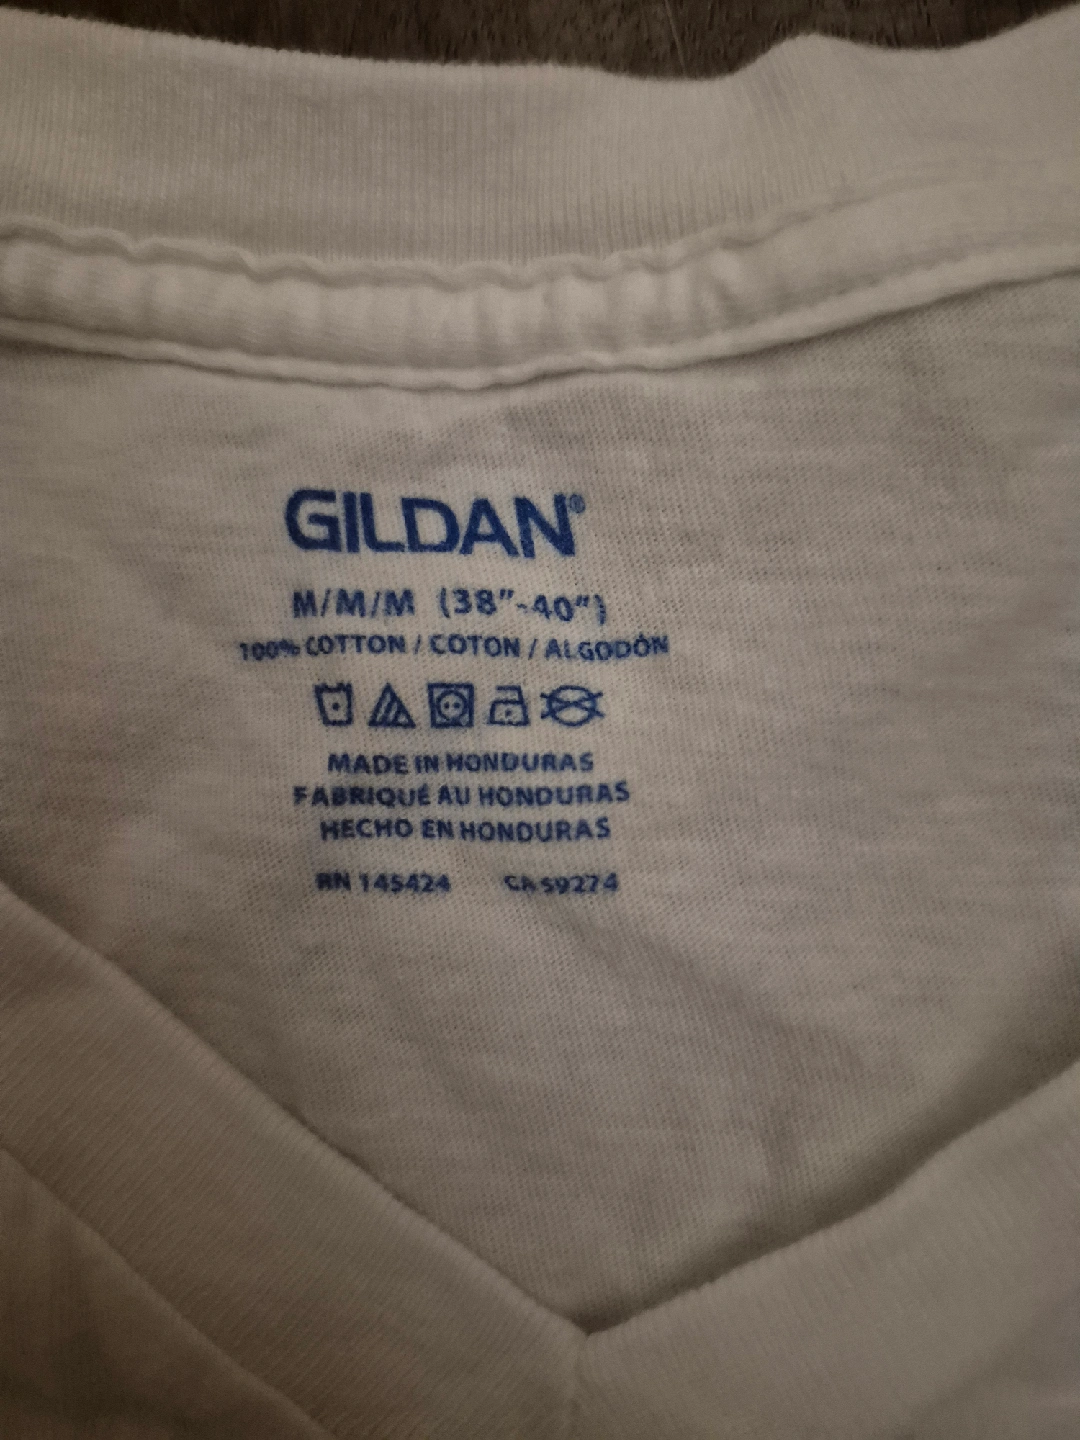 GILDAN®
M/M/M (38"-40")
100% COTTON / COTON / ALGODÓN
MADE IN HONDURAS
FABRIQUÉ AU HONDURAS
HECHO EN HONDURAS
RN 145424 CA 59274